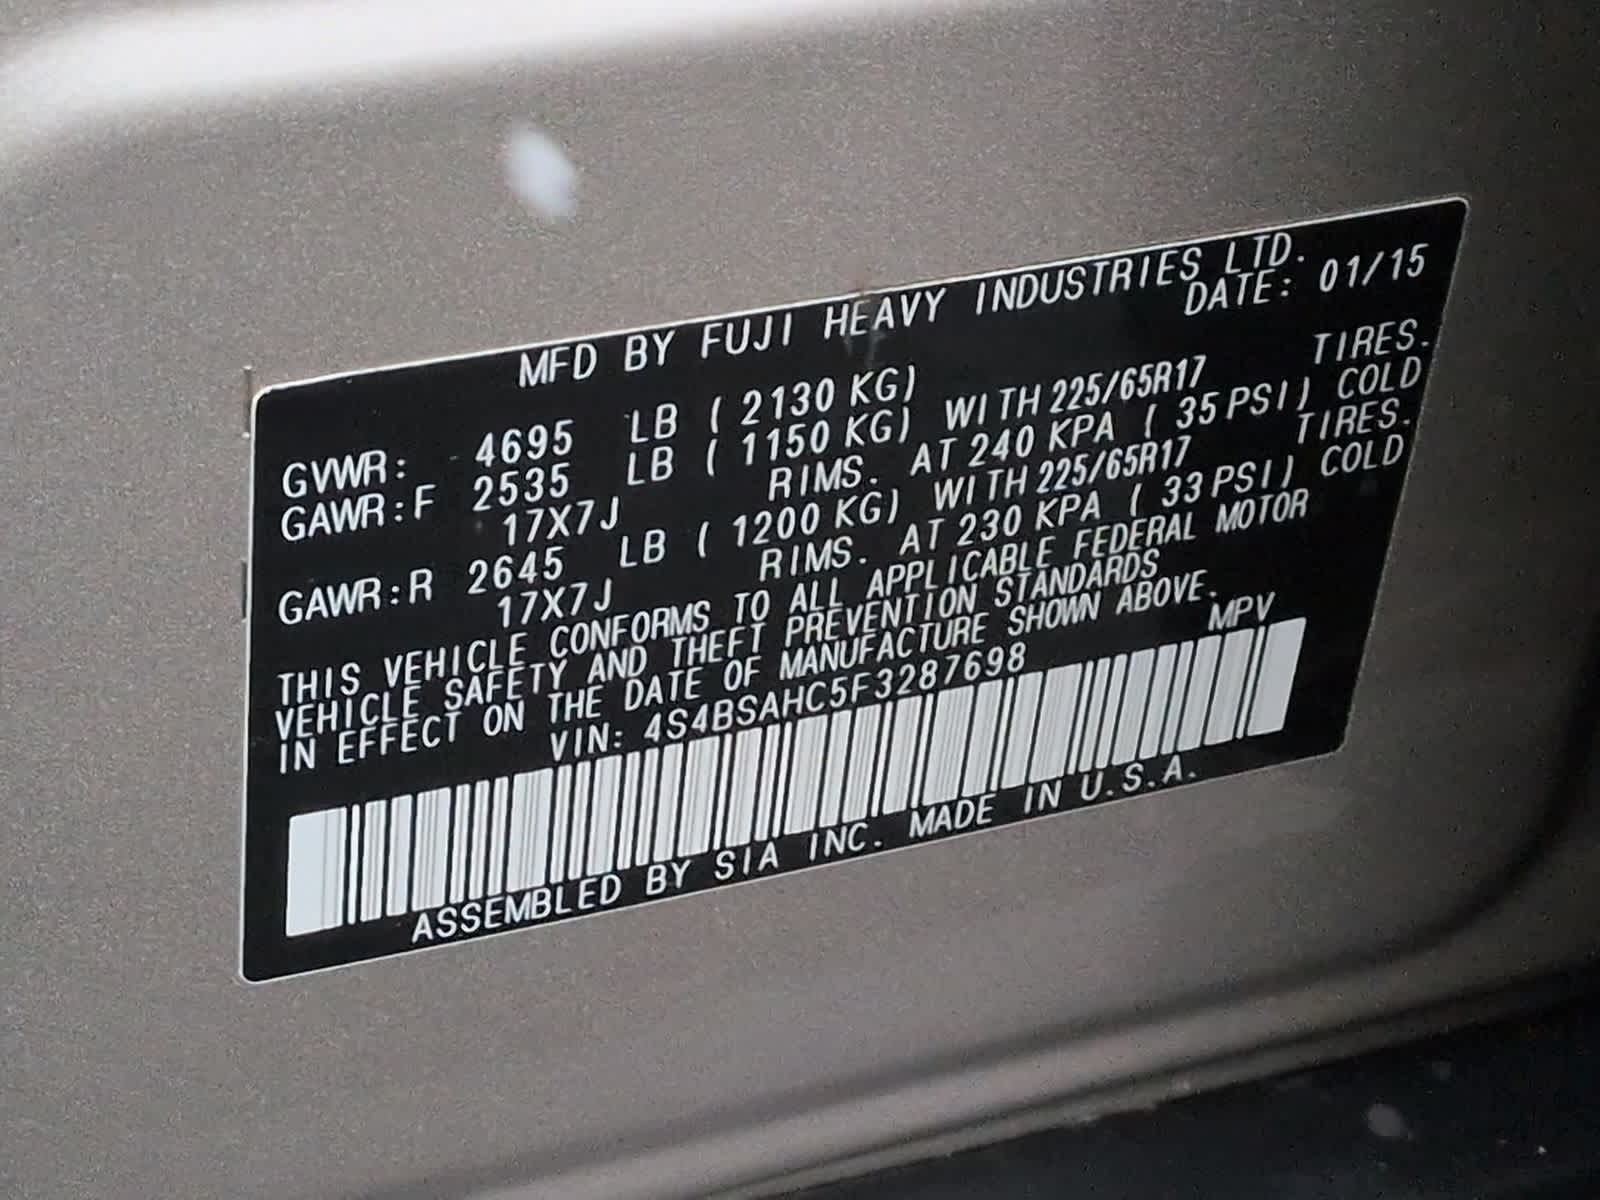 MFD BY FUJI HEAVY INDUSTRIES LTD.
DATE: 01/15
GVWR: 4695 LB ( 2130 KG)
GAWR:F 2535 LB ( 1150 KG) WITH 225/65R17 TIRES.
17X7J RIMS. AT 240 KPA ( 35 PSI) COLD
GAWR:R 2645 LB ( 1200 KG) WITH 225/65R17 TIRES.
17X7J RIMS. AT 230 KPA ( 33 PSI) COLD
THIS VEHICLE CONFORMS TO ALL APPLICABLE FEDERAL MOTOR
VEHICLE SAFETY AND THEFT PREVENTION STANDARDS
IN EFFECT ON THE DATE OF MANUFACTURE SHOWN ABOVE.
VIN: 4S4BSAHC5F3287698 MPV
ASSEMBLED BY SIA INC. MADE IN U.S.A.